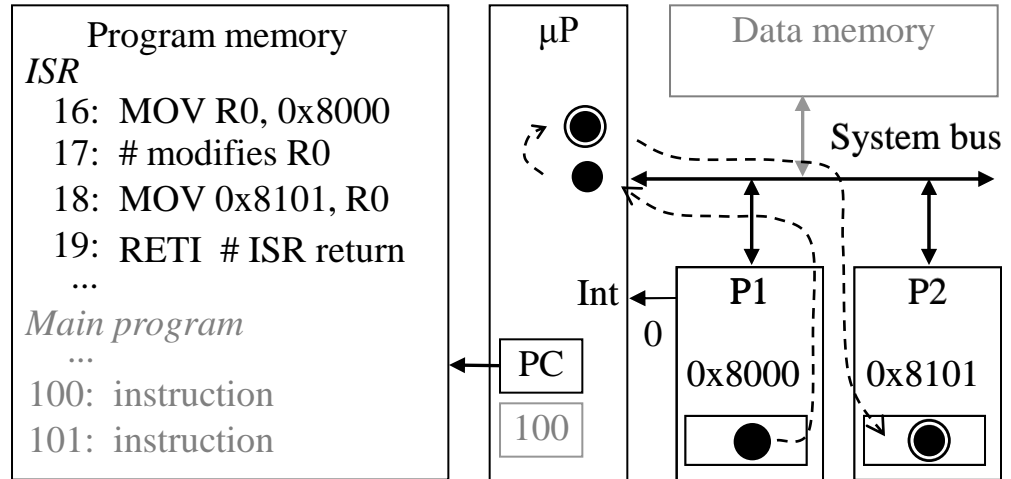 Program memory
ISR
16: MOV R0, 0x8000
17: # modifies R0
18: MOV 0x8101, R0
19: RETI # ISR return
...
Main program
...
100: instruction
101: instruction
μP
Int
PC
100
Data memory
System bus
0
P1
0x8000
P2
0x8101